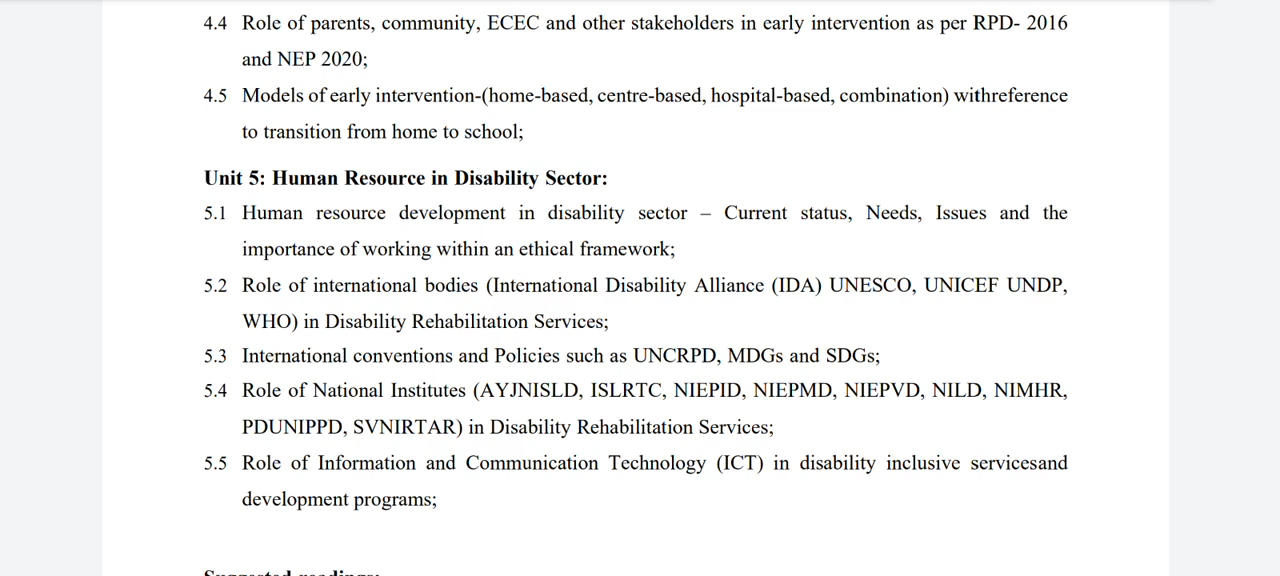 4.4 Role of parents, community, ECEC and other stakeholders in early intervention as per RPD- 2016
and NEP 2020;
4.5 Models of early intervention-(home-based, centre-based, hospital-based, combination) withreference
to transition from home to school;
Unit 5: Human Resource in Disability Sector:
5.1 Human resource development in disability sector – Current status, Needs, Issues and the
importance of working within an ethical framework;
5.2 Role of international bodies (International Disability Alliance (IDA) UNESCO, UNICEF UNDP,
WHO) in Disability Rehabilitation Services;
5.3 International conventions and Policies such as UNCRPD, MDGs and SDGs;
5.4 Role of National Institutes (AYJNISLD, ISLRTC, NIEPID, NIEPMD, NIEPVD, NILD, NIMHR,
PDUNIPPD, SVNIRTAR) in Disability Rehabilitation Services;
5.5 Role of Information and Communication Technology (ICT) in disability inclusive servicesand
development programs;
Suggested readings: